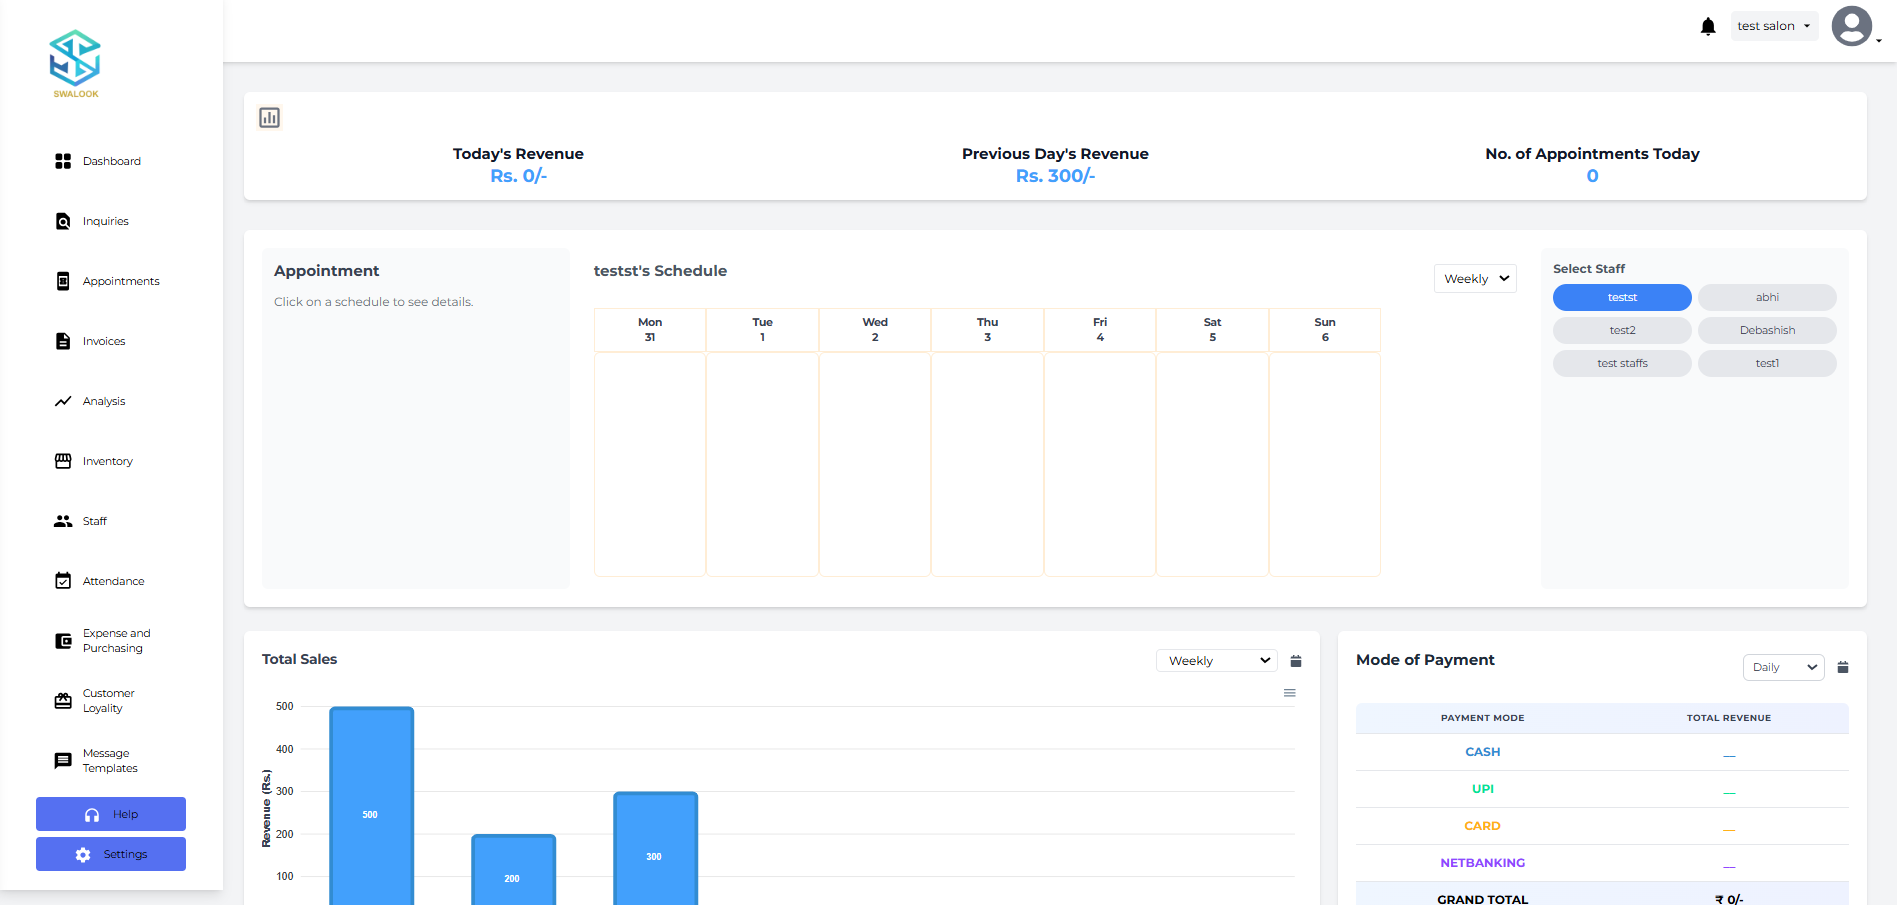 SWALOOK
test salon
Dashboard
Inquiries
Appointments
Invoices
Analysis
Inventory
Staff
Attendance
Expense and
Purchasing
Customer
Loyality
Message
Templates
Help
Settings
Today's Revenue
Rs. 0/-
Previous Day's Revenue
Rs. 300/-
No. of Appointments Today
0
Appointment
Click on a schedule to see details.
testst's Schedule
Weekly
Mon Tue Wed Thu Fri Sat Sun
31 1 2 3 4 5 6
Select Staff
testst abhi
test2 Debashish
test staffs test1
Total Sales
Weekly
Revenue (Rs.)
500
400
300
200
100
500
200
300
Mode of Payment
Daily
PAYMENT MODE TOTAL REVENUE
CASH __
UPI __
CARD __
NETBANKING __
GRAND TOTAL ₹ 0/-